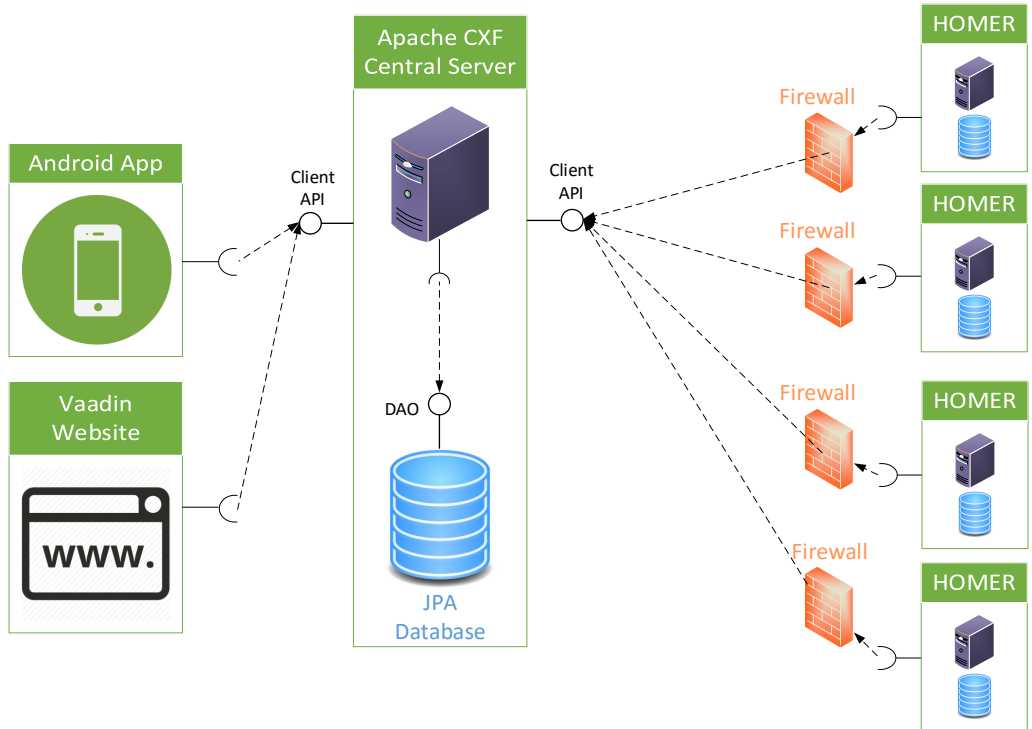 Android App
Vaadin
Website
www.
Client
API
Apache CXF
Central Server
DAO
JPA
Database
Client
API
Firewall
HOMER
Firewall
HOMER
Firewall
HOMER
Firewall
HOMER